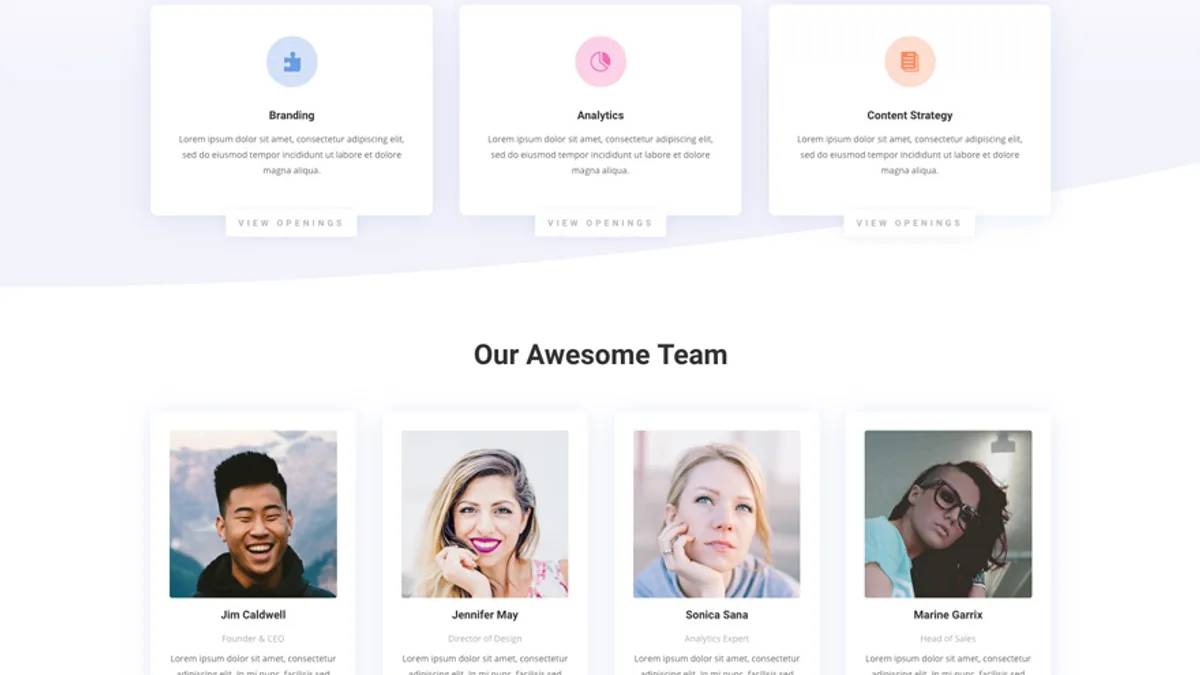 Branding
Lorem ipsum dolor sit amet, consectetur adipiscing elit,
sed do eiusmod tempor incididunt ut labore et dolore
magna aliqua.
VIEW OPENINGS
Analytics
Lorem ipsum dolor sit amet, consectetur adipiscing elit,
sed do eiusmod tempor incididunt ut labore et dolore
magna aliqua.
VIEW OPENINGS
Content Strategy
Lorem ipsum dolor sit amet, consectetur adipiscing elit,
sed do eiusmod tempor incididunt ut labore et dolore
magna aliqua.
VIEW OPENINGS
Our Awesome Team
Jim Caldwell
Founder & CEO
Lorem ipsum dolor sit amet, consectetur
adipiscing elit. In mi nunc, facilisis sed
Jennifer May
Director of Design
Lorem ipsum dolor sit amet, consectetur
adipiscing elit. In mi nunc, facilisis sed
Sonica Sana
Analytics Expert
Lorem ipsum dolor sit amet, consectetur
adipiscing elit. In mi nunc, facilisis sed
Marine Garrix
Head of Sales
Lorem ipsum dolor sit amet, consectetur
adipiscing elit. In mi nunc, facilisis sed